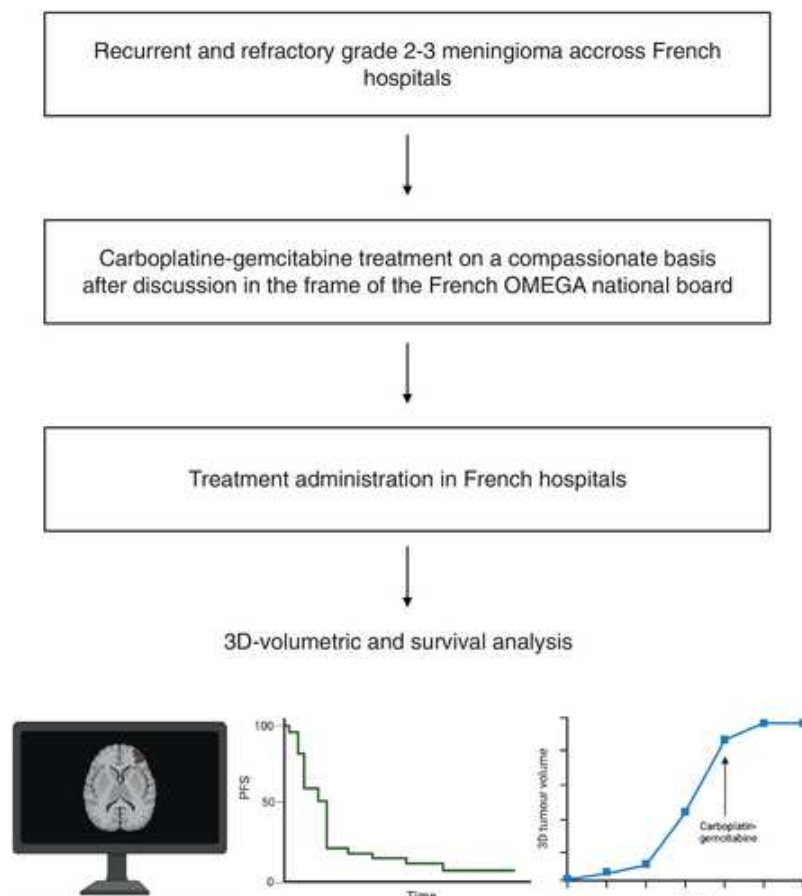 Recurrent and refractory grade 2-3 meningioma accross French
hospitals
Carboplatine-gemcitabine treatment on a compassionate basis
after discussion in the frame of the French OMEGA national board
Treatment administration in French hospitals
3D-volumetric and survival analysis
100
50
0
PFS
Time
3D tumour volume
Carboplatin-
gemcitabine